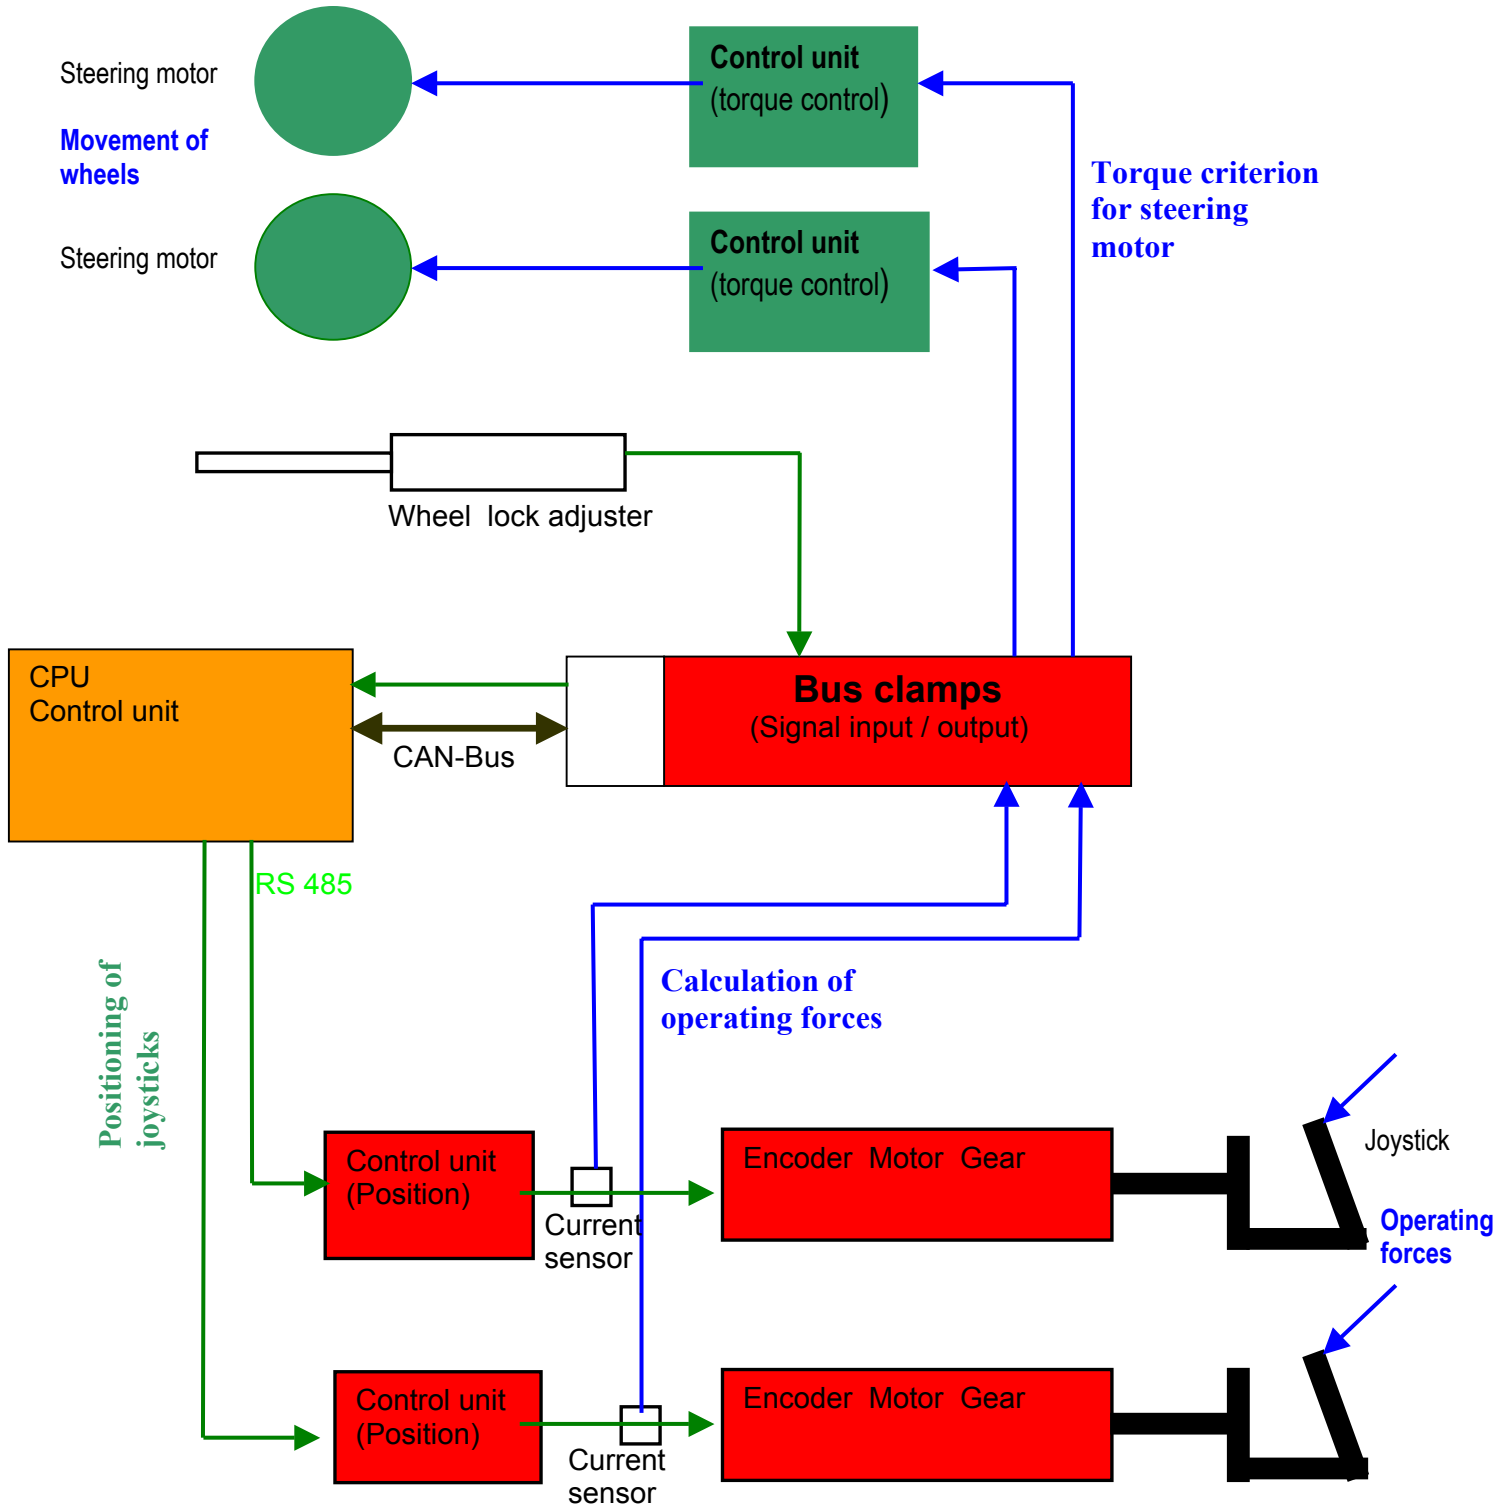 Steering motor
Control unit
(torque control)
Movement of
wheels
Torque criterion
for steering
motor
Steering motor
Control unit
(torque control)
Wheel lock adjuster
CPU
Control unit
Bus clamps
(Signal input / output)
CAN-Bus
RS 485
Positioning of
joysticks
Calculation of
operating forces
Control unit
(Position)
Current
sensor
Encoder Motor Gear
Joystick
Operating
forces
Control unit
(Position)
Current
sensor
Encoder Motor Gear